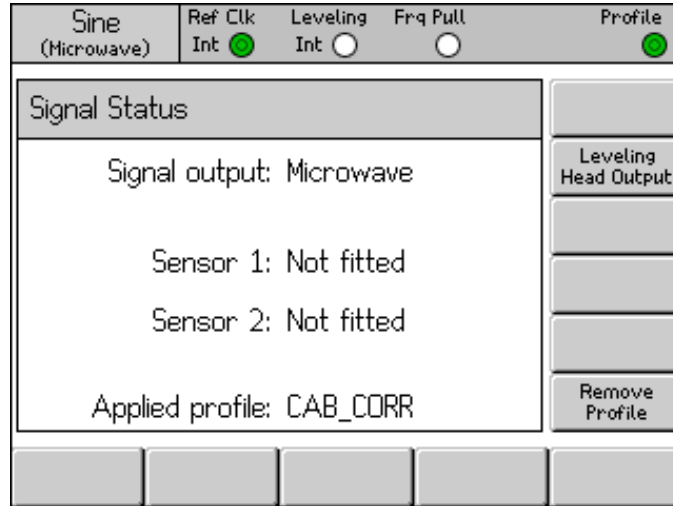 Sine
(Microwave)
Ref Clk
Int
Leveling
Int
Frq Pull
Profile
Signal Status
Signal output: Microwave
Sensor 1: Not fitted
Sensor 2: Not fitted
Applied profile: CAB_CORR
Leveling
Head Output
Remove
Profile